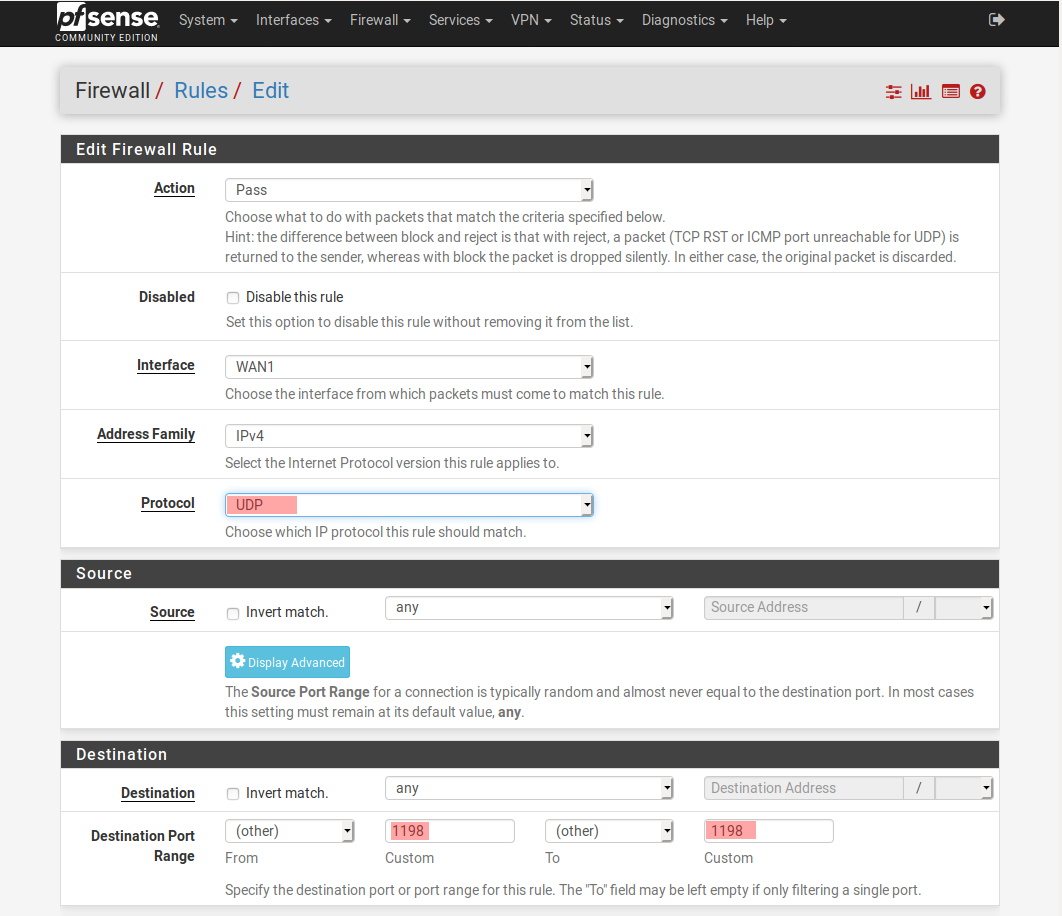 pfsense
COMMUNITY EDITION
System Interfaces Firewall Services VPN Status Diagnostics Help
Firewall / Rules / Edit
Edit Firewall Rule
Action Pass
Choose what to do with packets that match the criteria specified below.
Hint: the difference between block and reject is that with reject, a packet (TCP RST or ICMP port unreachable for UDP) is
returned to the sender, whereas with block the packet is dropped silently. In either case, the original packet is discarded.
Disabled Disable this rule
Set this option to disable this rule without removing it from the list.
Interface WAN1
Choose the interface from which packets must come to match this rule.
Address Family IPv4
Select the Internet Protocol version this rule applies to.
Protocol UDP
Choose which IP protocol this rule should match.
Source
Source Invert match. any Source Address /
Display Advanced
The Source Port Range for a connection is typically random and almost never equal to the destination port. In most cases
this setting must remain at its default value, any.
Destination
Destination Invert match. any Destination Address /
Destination Port
Range
(other) 1198 (other) 1198
From Custom To Custom
Specify the destination port or port range for this rule. The "To" field may be left empty if only filtering a single port.